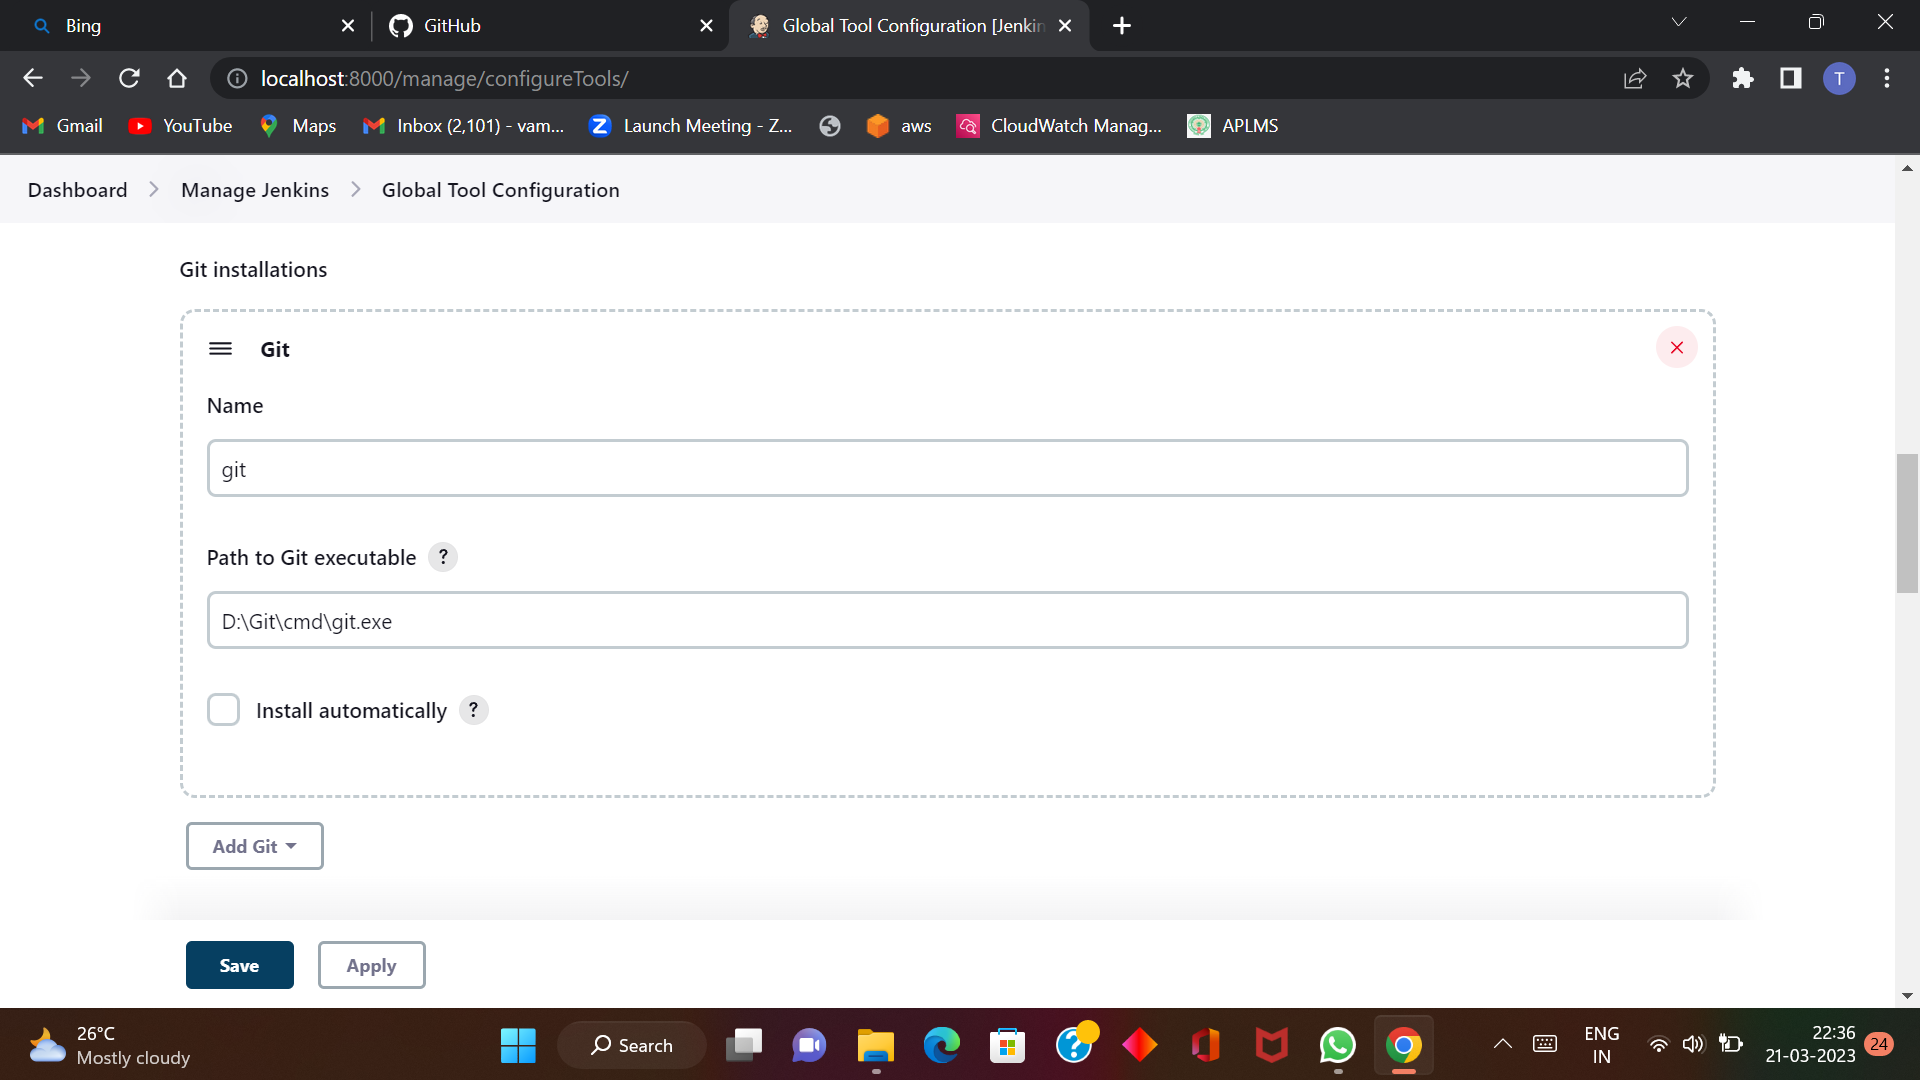 Bing
GitHub
Global Tool Configuration [Jenkin
localhost:8000/manage/configureTools/
T
Gmail
YouTube
Maps
Inbox (2,101) - vam...
Launch Meeting - Z...
aws
CloudWatch Manag...
APLMS
Dashboard
Manage Jenkins
Global Tool Configuration
Git installations
Git
Name
git
Path to Git executable ?
D:\Git\cmd\git.exe
Install automatically ?
Add Git
Save
Apply
26°C
Mostly cloudy
Search
ENG
IN
22:36
21-03-2023
24